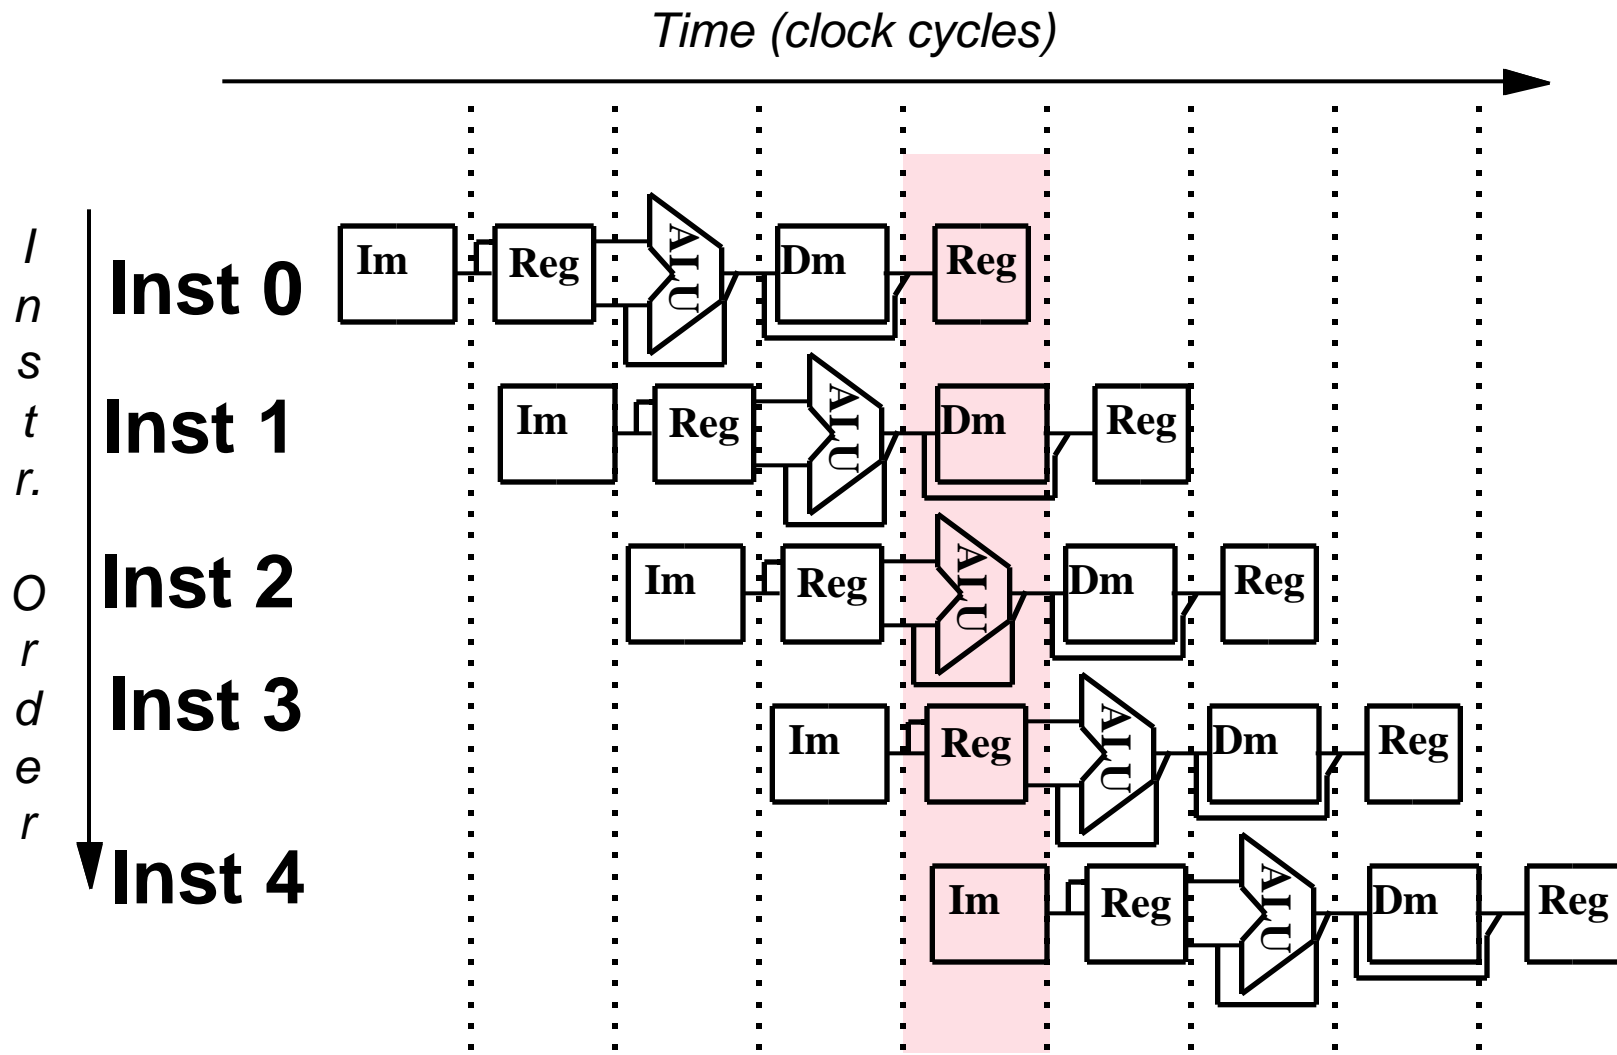 Time (clock cycles)
Instr. Order
Inst 0
Im Reg ALU Dm Reg
Inst 1
Im Reg ALU Dm Reg
Inst 2
Im Reg ALU Dm Reg
Inst 3
Im Reg ALU Dm Reg
Inst 4
Im Reg ALU Dm Reg